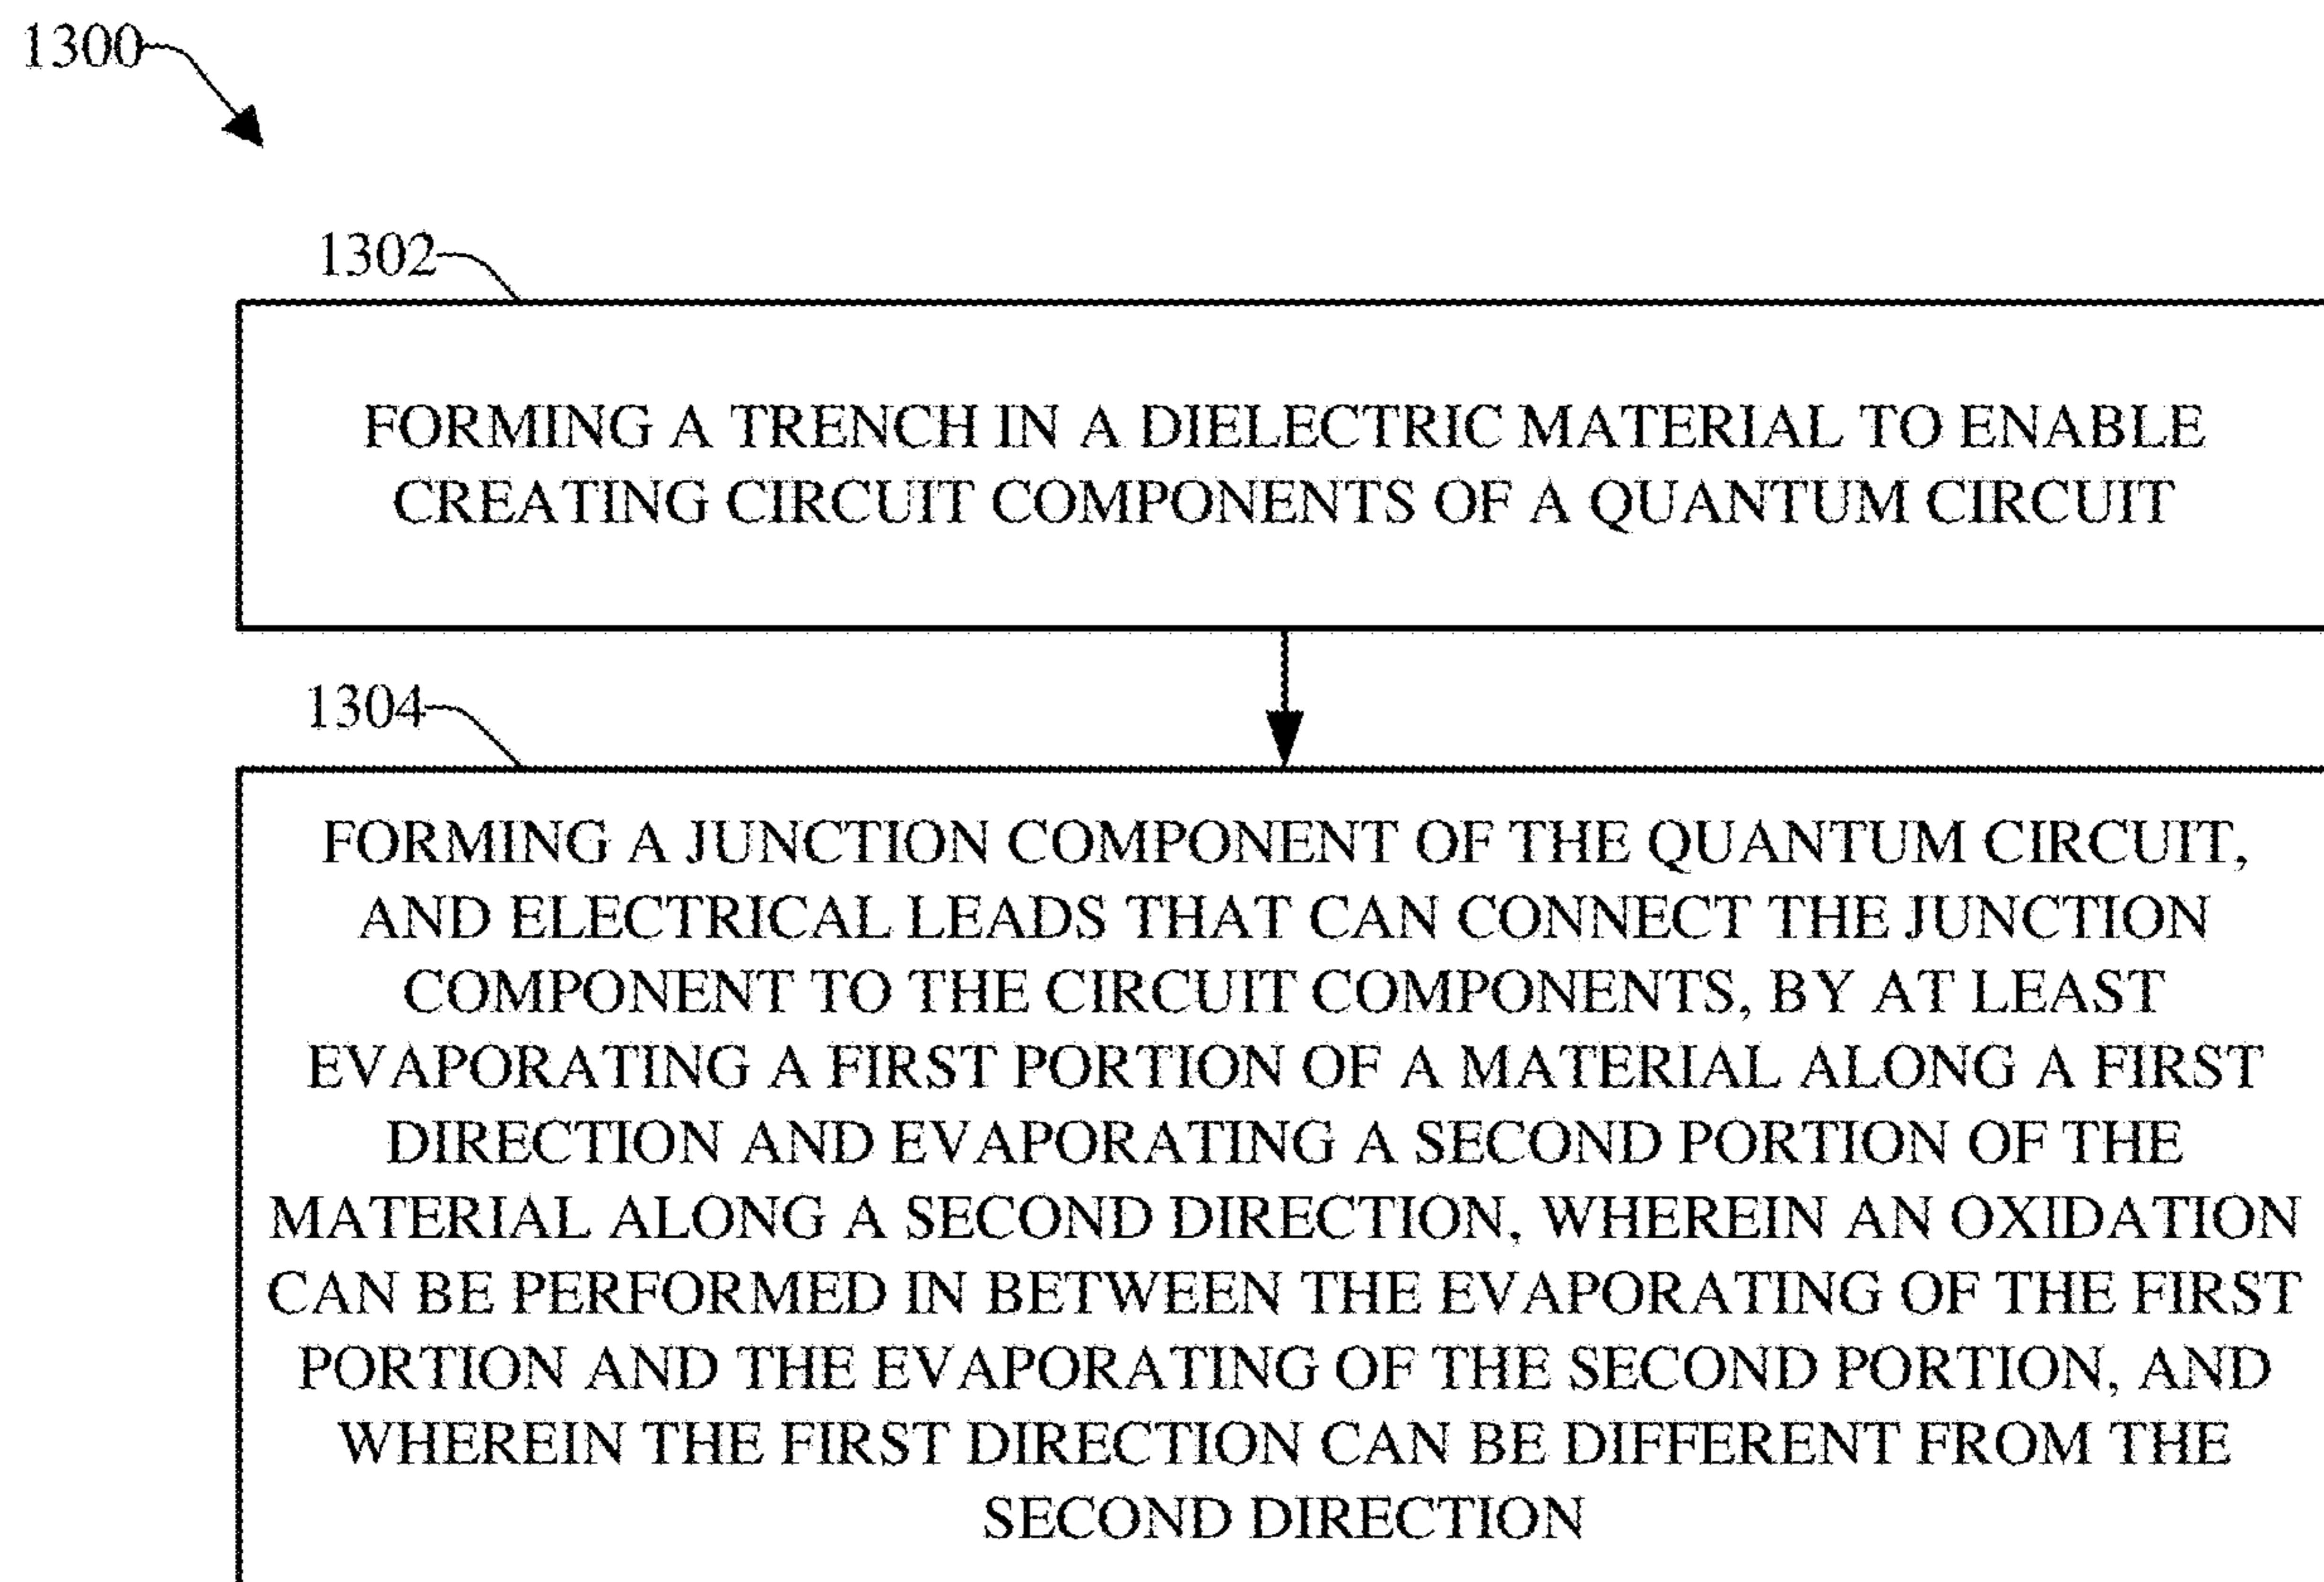 1300
1302
FORMING A TRENCH IN A DIELECTRIC MATERIAL TO ENABLE
CREATING CIRCUIT COMPONENTS OF A QUANTUM CIRCUIT
1304
FORMING A JUNCTION COMPONENT OF THE QUANTUM CIRCUIT,
AND ELECTRICAL LEADS THAT CAN CONNECT THE JUNCTION
COMPONENT TO THE CIRCUIT COMPONENTS, BY AT LEAST
EVAPORATING A FIRST PORTION OF A MATERIAL ALONG A FIRST
DIRECTION AND EVAPORATING A SECOND PORTION OF THE
MATERIAL ALONG A SECOND DIRECTION, WHEREIN AN OXIDATION
CAN BE PERFORMED IN BETWEEN THE EVAPORATING OF THE FIRST
PORTION AND THE EVAPORATING OF THE SECOND PORTION, AND
WHEREIN THE FIRST DIRECTION CAN BE DIFFERENT FROM THE
SECOND DIRECTION